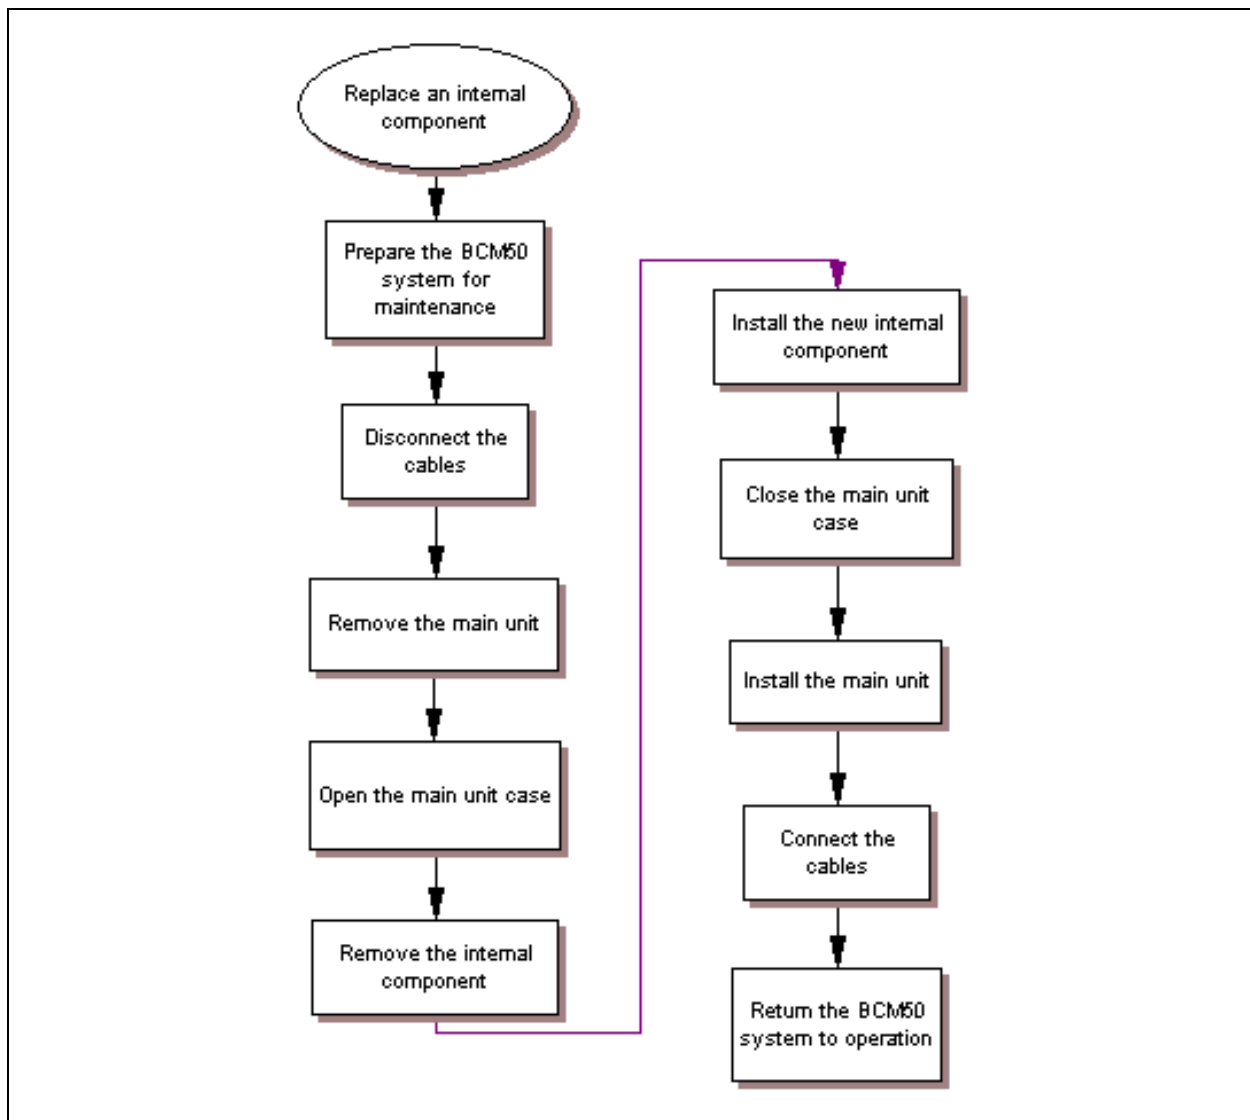 Replace an internal
component
Prepare the BCM50
system for
maintenance
Disconnect the
cables
Remove the main unit
Open the main unit case
Remove the internal
component
Install the new internal
component
Close the main unit
case
Install the main unit
Connect the
cables
Return the BCM50
system to operation